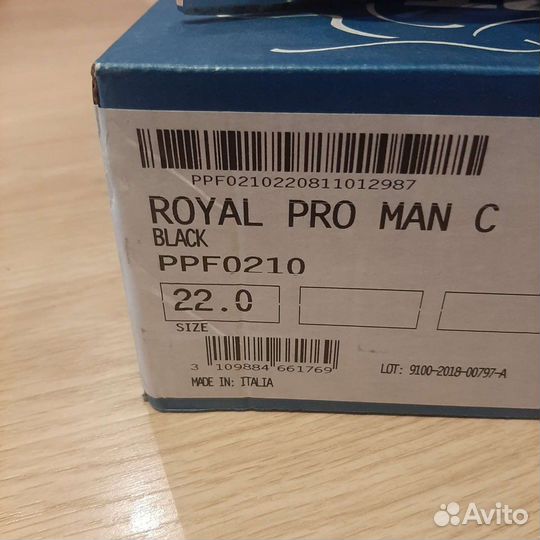 PPF0210220811012987
ROYAL PRO MAN C
BLACK
PPF0210
22.0
SIZE
3 109884 661769
LOT: 9100-2018-00797-A
MADE IN: ITALIA
Avito